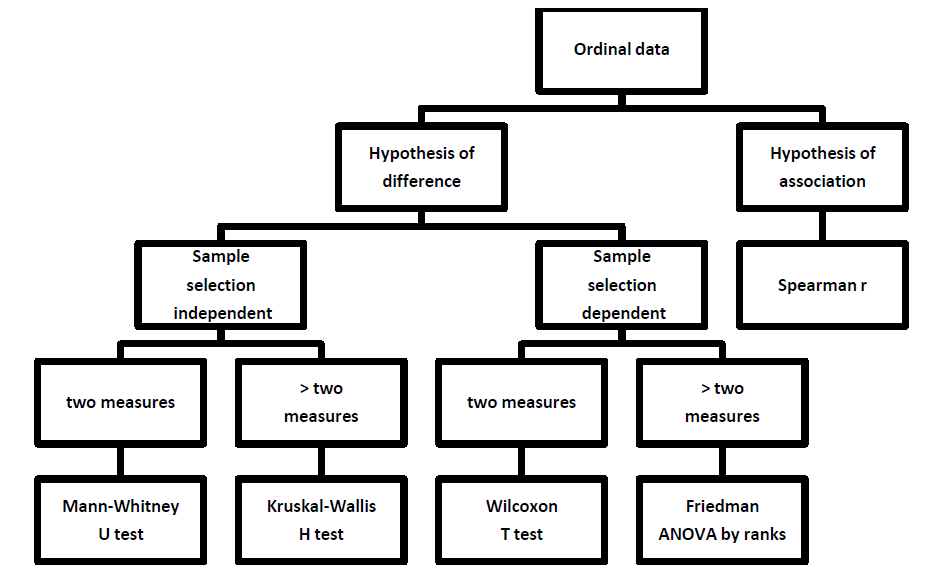 Ordinal data
Hypothesis of
difference
Hypothesis of
association
Sample
selection
independent
Sample
selection
dependent
Spearman r
two measures
> two
measures
two measures
> two
measures
Mann-Whitney
U test
Kruskal-Wallis
H test
Wilcoxon
T test
Friedman
ANOVA by ranks